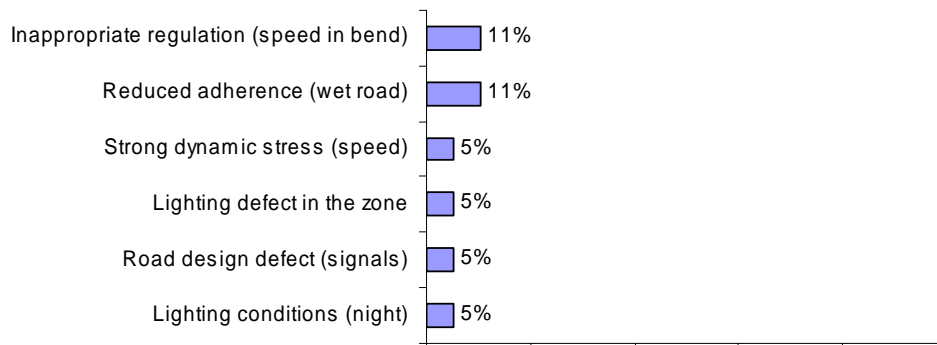 Inappropriate regulation (speed in bend) 11%
Reduced adherence (wet road) 11%
Strong dynamic stress (speed) 5%
Lighting defect in the zone 5%
Road design defect (signals) 5%
Lighting conditions (night) 5%